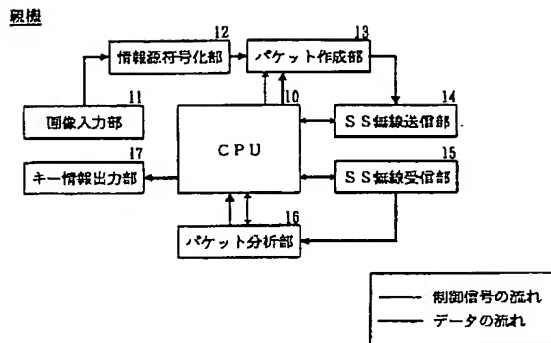 親機
12
情報源符号化部
13
パケット作成部
11
画像入力部
10
CPU
14
SS無線送信部
17
キー情報出力部
15
SS無線受信部
16
パケット分析部
制御信号の流れ
データの流れ